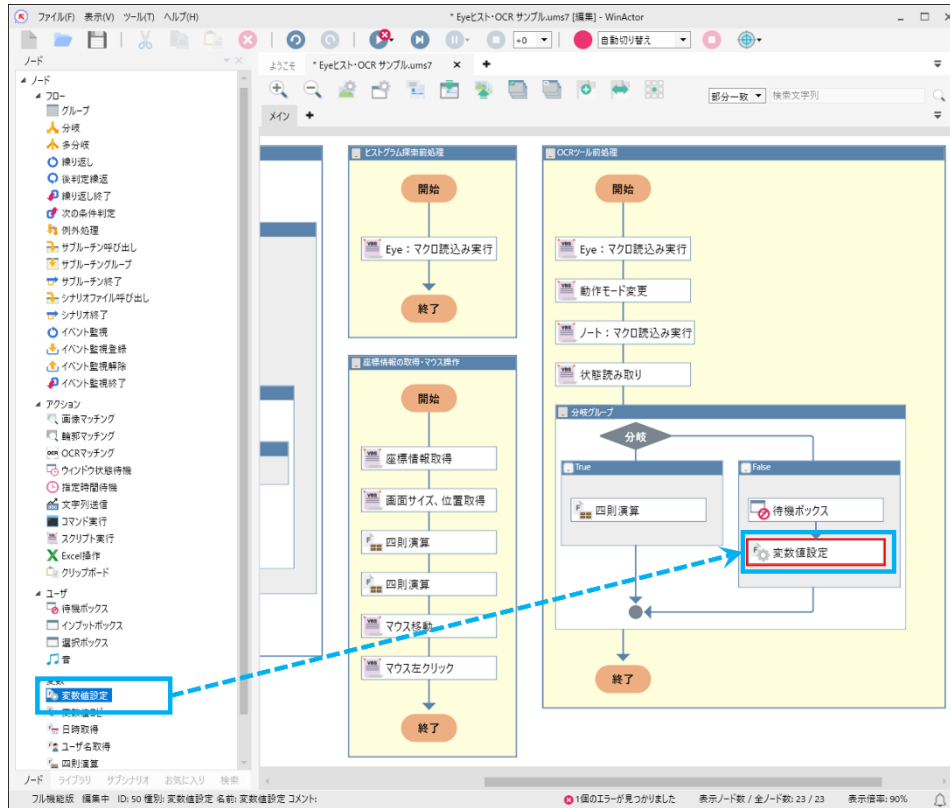 ファイル(F) 表示(V) ツール(T) ヘルプ(H)
* Eyeヒスト・OCR サンプル.ums7 [編集] - WinActor
+0
自動切り替え
ノード
ようこそ
* Eyeヒスト・OCR サンプル.ums7
部分一致
検索文字列
メイン
ノード
フロー
グループ
分岐
多分岐
繰り返し
後判定繰返
繰り返し終了
次の条件判定
例外処理
サブルーチン呼び出し
サブルーチングループ
サブルーチン終了
シナリオファイル呼び出し
シナリオ終了
イベント監視
イベント監視登録
イベント監視解除
イベント監視終了
アクション
画像マッチング
輪郭マッチング
OCRマッチング
ウィンドウ状態待機
指定時間待機
文字列送信
コマンド実行
スクリプト実行
Excel操作
クリップボード
ユーザ
待機ボックス
インプットボックス
選択ボックス
音
変数
変数値設定
日時取得
ユーザ名取得
四則演算
ノード ライブラリ サブシナリオ お気に入り 検索
ヒストグラム探索前処理
開始
Eye：マクロ読込み実行
終了
座標情報の取得・マウス操作
開始
座標情報取得
画面サイズ、位置取得
四則演算
四則演算
マウス移動
マウス左クリック
終了
OCRツール前処理
開始
Eye：マクロ読込み実行
動作モード変更
ノート：マクロ読込み実行
状態読み取り
分岐グループ
分岐
True
四則演算
False
待機ボックス
変数値設定
終了
フル機能版 編集中 ID: 50 種別: 変数値設定 名前: 変数値設定 コメント:
1個のエラーが見つかりました
表示ノード数 / 全ノード数: 23 / 23
表示倍率: 90%